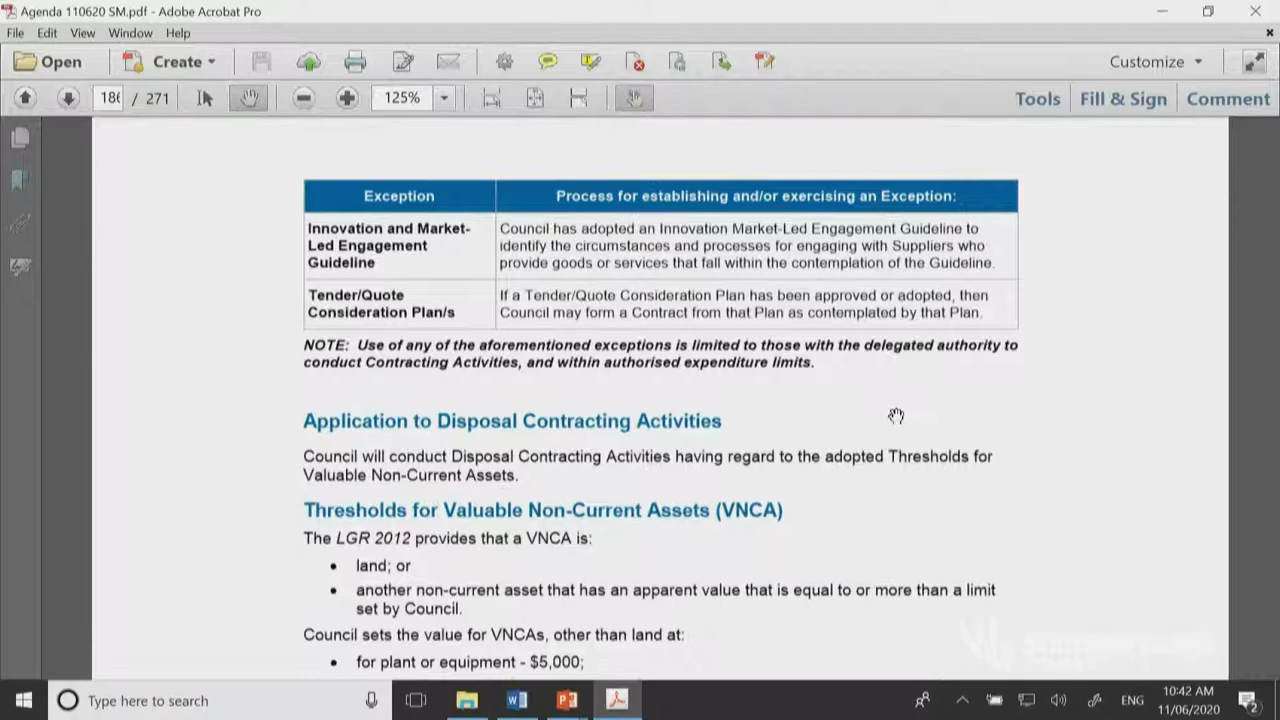 Agenda 110620 SM.pdf - Adobe Acrobat Pro
File Edit View Window Help
Open Create Customize
186 / 271 125% Tools Fill & Sign Comment
Exception Process for establishing and/or exercising an Exception:
Innovation and Market-
Led Engagement
Guideline
Council has adopted an Innovation Market-Led Engagement Guideline to
identify the circumstances and processes for engaging with Suppliers who
provide goods or services that fall within the contemplation of the Guideline.
Tender/Quote
Consideration Plan/s
If a Tender/Quote Consideration Plan has been approved or adopted, then
Council may form a Contract from that Plan as contemplated by that Plan.
NOTE: Use of any of the aforementioned exceptions is limited to those with the delegated authority to
conduct Contracting Activities, and within authorised expenditure limits.
Application to Disposal Contracting Activities
Council will conduct Disposal Contracting Activities having regard to the adopted Thresholds for
Valuable Non-Current Assets.
Thresholds for Valuable Non-Current Assets (VNCA)
The LGR 2012 provides that a VNCA is:
• land; or
• another non-current asset that has an apparent value that is equal to or more than a limit
set by Council.
Council sets the value for VNCAs, other than land at:
• for plant or equipment - $5,000;
Type here to search ENG 10:42 AM
11/06/2020
2